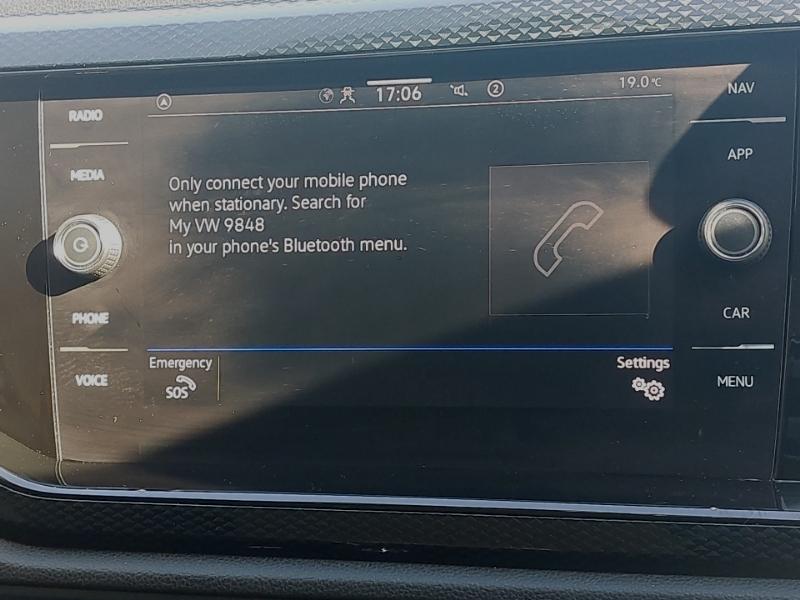 RADIO
MEDIA
PHONE
VOICE
17:06
2
19.0°C
Only connect your mobile phone
when stationary. Search for
My VW 9848
in your phone's Bluetooth menu.
Emergency
SOS
Settings
NAV
APP
CAR
MENU